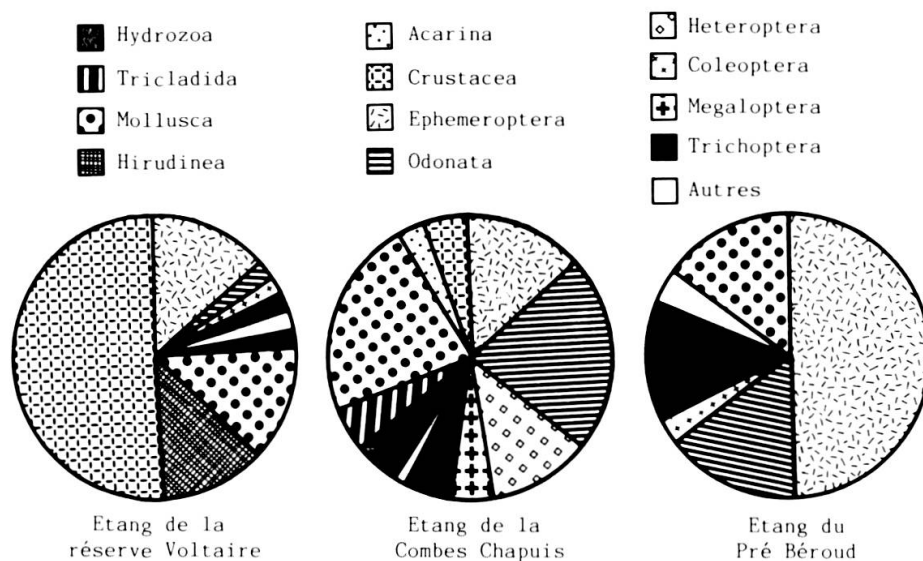 Hydrozoa
Tricladida
Mollusca
Hirudinea
Acarina
Crustacea
Ephemeroptera
Odonata
Heteroptera
Coleoptera
Megaloptera
Trichoptera
Autres
Etang de la
réserve Voltaire
Etang de la
Combes Chapuis
Etang du
Pré Béroud